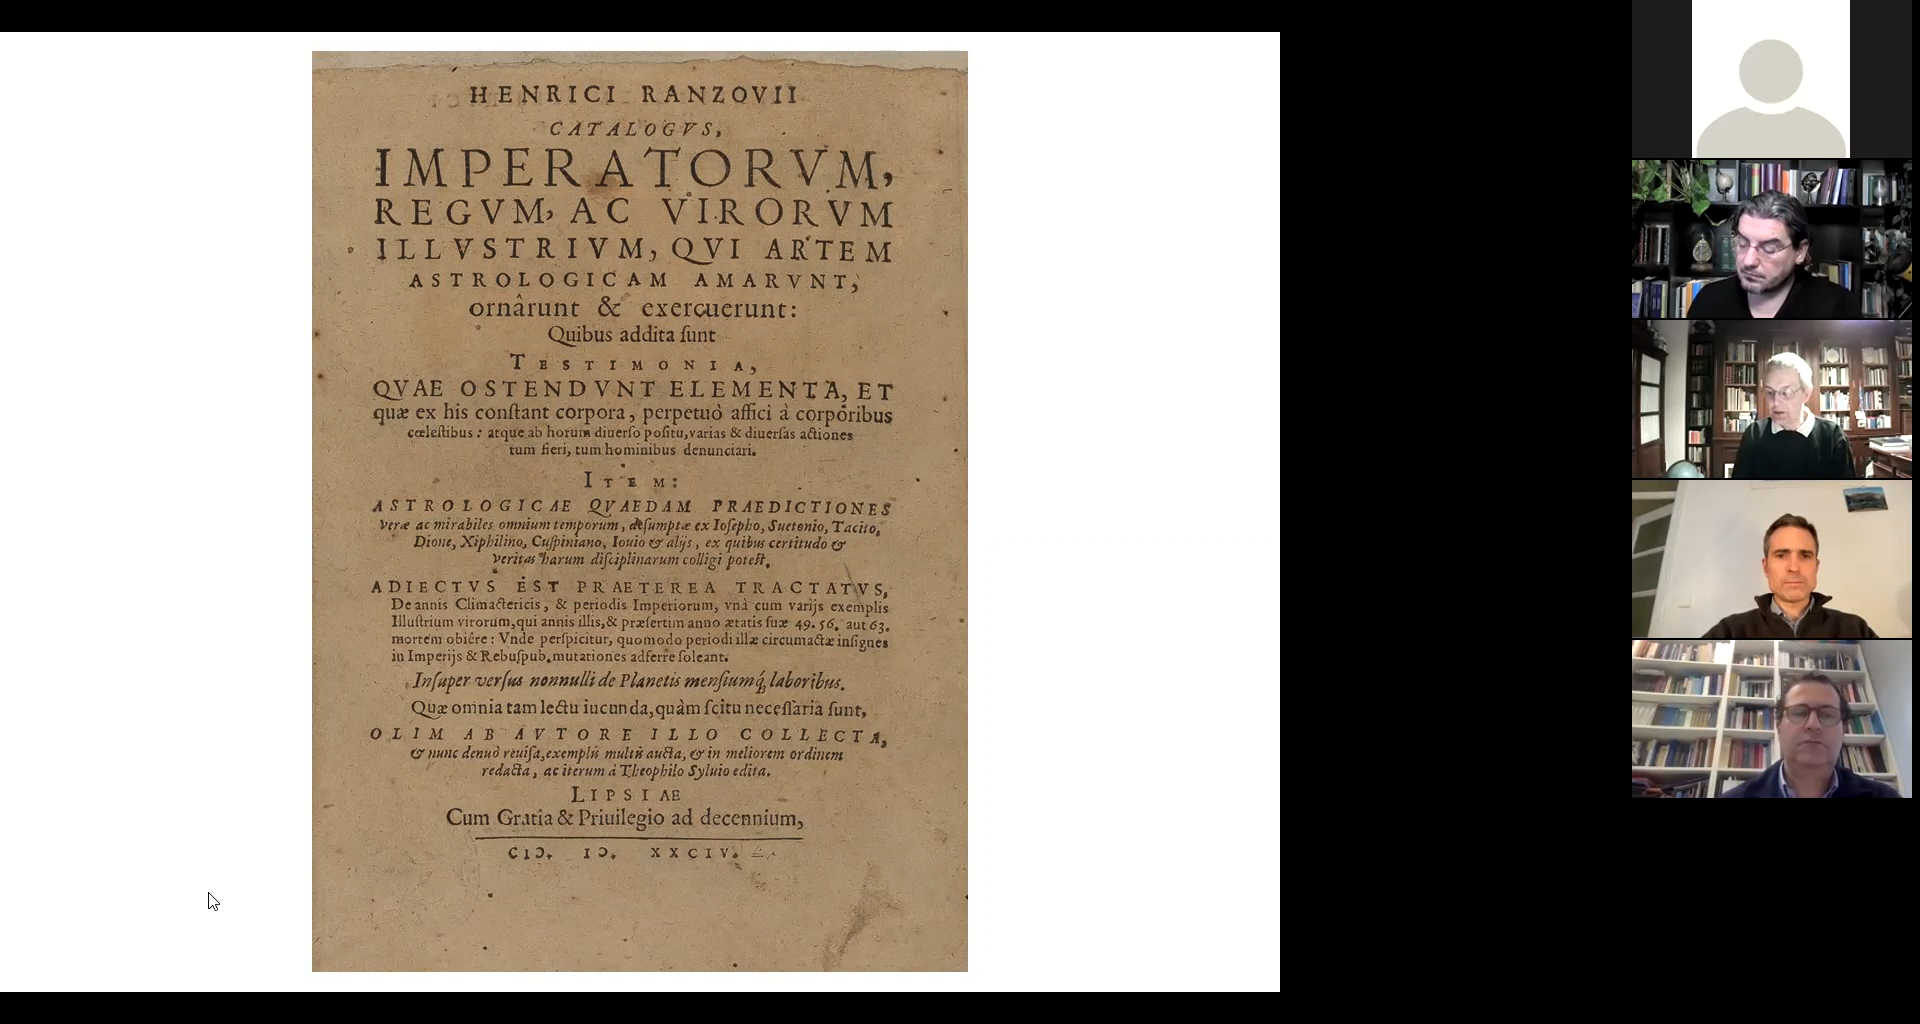 HENRICI RANZOVII
CATALOGVS,
IMPERATORVM,
REGVM, AC VIRORVM
ILLVSTRIVM, QVI ARTEM
ASTROLOGICAM AMARVNT,
ornârunt & exercuerunt:
Quibus addita ſunt
TESTIMONIA,
QVAE OSTENDVNT ELEMENTA, ET
quæ ex his conſtant corpora, perpetuò affici à corporibus
cœleſtibus: atque ab horum diuerſo poſitu, varias & diuerſas actiones
tum fieri, tum hominibus denunciari.
ITEM:
ASTROLOGICAE QVAEDAM PRAEDICTIONES
veræ ac mirabiles omnium temporum, deſumptæ ex Ioſepho, Suetonio, Tacito,
Dione, Xiphilino, Cuſpiniano, Iouio & alijs, ex quibus certitudo &
veritas harum diſciplinarum colligi poteſt.
ADIECTVS EST PRAETEREA TRACTATVS,
De annis Climactericis, & periodis Imperiorum, vnà cum varijs exemplis
Illuſtrium virorum, qui annis illis, & præſertim anno ætatis ſuæ 49. 56. aut 63.
mortem obiêre: Vnde perſpicitur, quomodo periodi illæ circumactæ inſignes
in Imperijs & Rebuſpub. mutationes adferre ſoleant.
Inſuper verſus nonnulli de Planetis menſiumq́; laboribus.
Quæ omnia tam lectu iucunda, quàm ſcitu neceſſaria ſunt,
OLIM AB AVTORE ILLO COLLECTA,
& nunc denuò reuiſa, exemplis multis aucta, & in meliorem ordinem
redacta, ac iterum à Theophilo Syluio edita.
LIPSIAE
Cum Gratia & Priuilegio ad decennium,
CIↃ. IↃ. XXCIV.